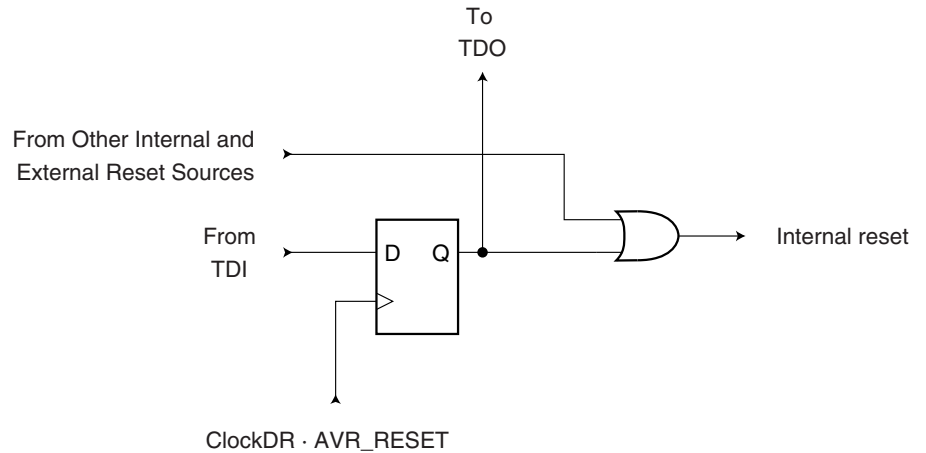 To
TDO
From Other Internal and
External Reset Sources
From
TDI
D
Q
Internal reset
ClockDR · AVR_RESET